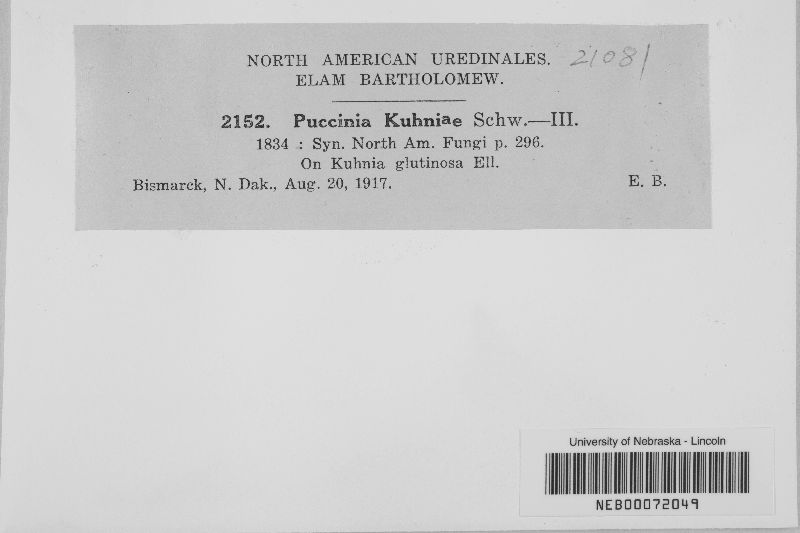 NORTH AMERICAN UREDINALES. 21081
ELAM BARTHOLOMEW.
2152. Puccinia Kuhniae Schw.—III.
1834 : Syn. North Am. Fungi p. 296.
On Kuhnia glutinosa Ell.
Bismarck, N. Dak., Aug. 20, 1917. E. B.
University of Nebraska - Lincoln
NEB00072049